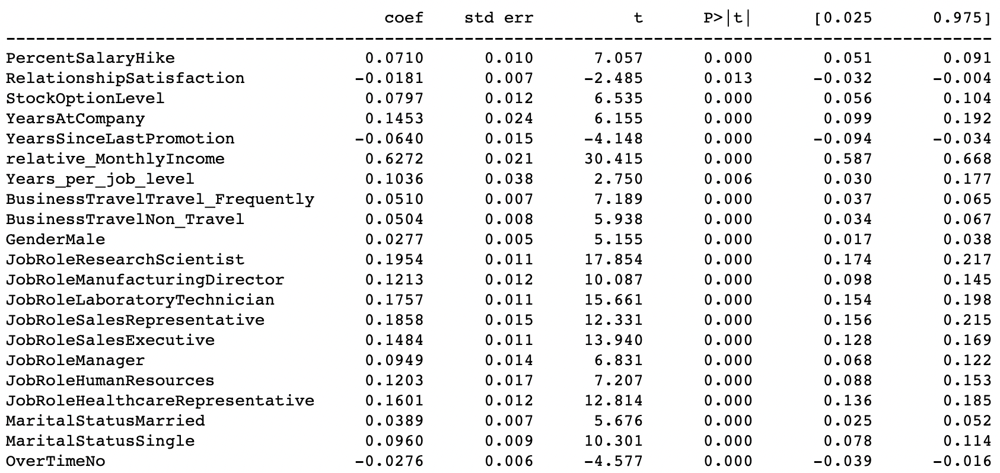 coef std err t P>|t| [0.025 0.975]
----------------------------------------------------------------------------------------------------
PercentSalaryHike 0.0710 0.010 7.057 0.000 0.051 0.091
RelationshipSatisfaction -0.0181 0.007 -2.485 0.013 -0.032 -0.004
StockOptionLevel 0.0797 0.012 6.535 0.000 0.056 0.104
YearsAtCompany 0.1453 0.024 6.155 0.000 0.099 0.192
YearsSinceLastPromotion -0.0640 0.015 -4.148 0.000 -0.094 -0.034
relative_MonthlyIncome 0.6272 0.021 30.415 0.000 0.587 0.668
Years_per_job_level 0.1036 0.038 2.750 0.006 0.030 0.177
BusinessTravelTravel_Frequently 0.0510 0.007 7.189 0.000 0.037 0.065
BusinessTravelNon_Travel 0.0504 0.008 5.938 0.000 0.034 0.067
GenderMale 0.0277 0.005 5.155 0.000 0.017 0.038
JobRoleResearchScientist 0.1954 0.011 17.854 0.000 0.174 0.217
JobRoleManufacturingDirector 0.1213 0.012 10.087 0.000 0.098 0.145
JobRoleLaboratoryTechnician 0.1757 0.011 15.661 0.000 0.154 0.198
JobRoleSalesRepresentative 0.1858 0.015 12.331 0.000 0.156 0.215
JobRoleSalesExecutive 0.1484 0.011 13.940 0.000 0.128 0.169
JobRoleManager 0.0949 0.014 6.831 0.000 0.068 0.122
JobRoleHumanResources 0.1203 0.017 7.207 0.000 0.088 0.153
JobRoleHealthcareRepresentative 0.1601 0.012 12.814 0.000 0.136 0.185
MaritalStatusMarried 0.0389 0.007 5.676 0.000 0.025 0.052
MaritalStatusSingle 0.0960 0.009 10.301 0.000 0.078 0.114
OverTimeNo -0.0276 0.006 -4.577 0.000 -0.039 -0.016